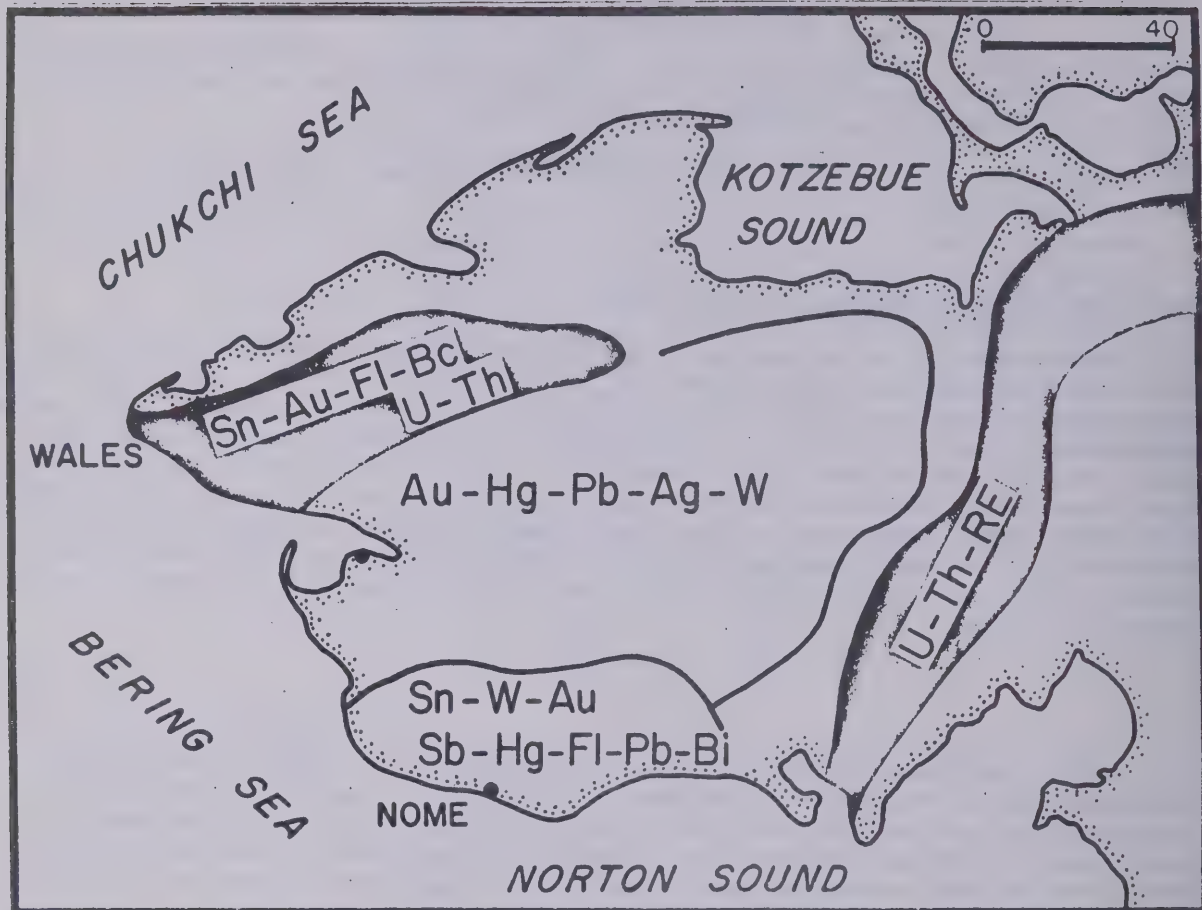 0 40
CHUKCHI SEA
KOTZEBUE
SOUND
Sn-Au-Fl-Be
U-Th
WALES
Au-Hg-Pb-Ag-W
U-Th-RE
BERING SEA
Sn-W-Au
Sb-Hg-Fl-Pb-Bi
NOME
NORTON SOUND